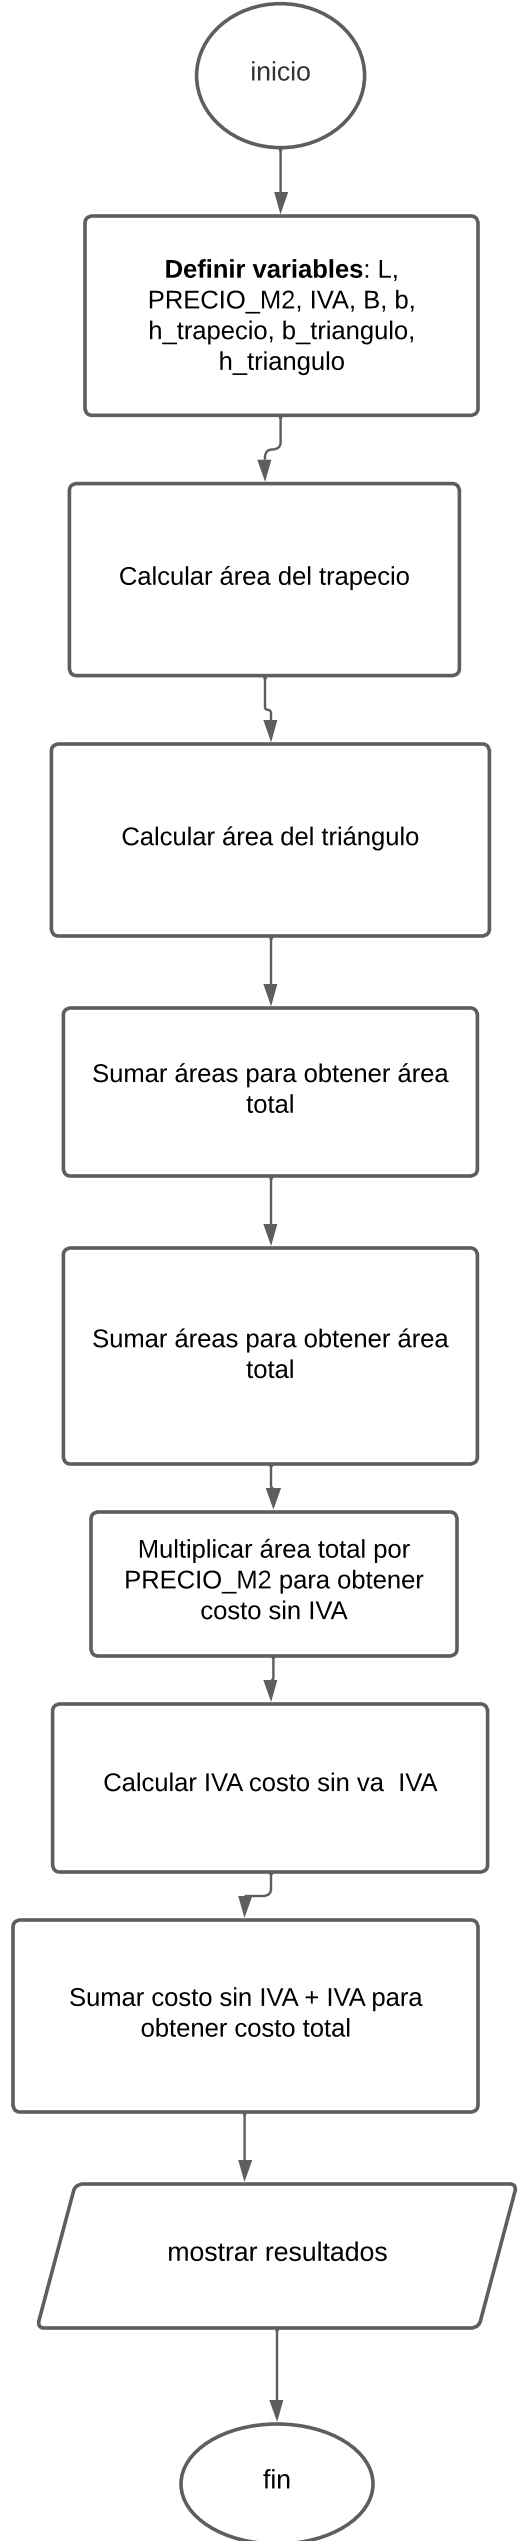 inicio
Definir variables: L,
PRECIO_M2, IVA, B, b,
h_trapecio, b_triangulo,
h_triangulo
Calcular área del trapecio
Calcular área del triángulo
Sumar áreas para obtener área
total
Sumar áreas para obtener área
total
Multiplicar área total por
PRECIO_M2 para obtener
costo sin IVA
Calcular IVA costo sin va  IVA
Sumar costo sin IVA + IVA para
obtener costo total
mostrar resultados
fin